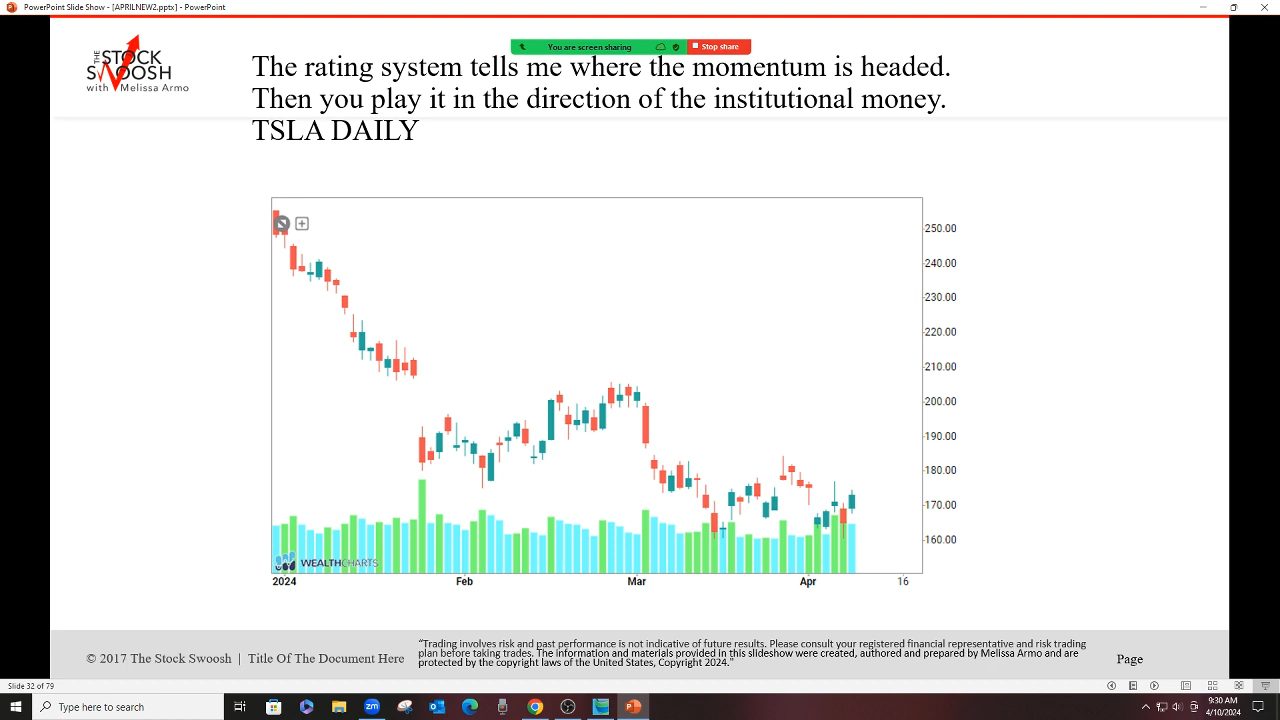 PowerPoint Slide Show - [APRILNEW2.pptx] - PowerPoint
You are screen sharing
Stop share
THE
STOCK
SWOOSH
with Melissa Armo
The rating system tells me where the momentum is headed.
Then you play it in the direction of the institutional money.
TSLA DAILY
250.00
240.00
230.00
220.00
210.00
200.00
190.00
180.00
170.00
160.00
WEALTHCHARTS
2024
Feb
Mar
Apr
16
© 2017 The Stock Swoosh | Title Of The Document Here
"Trading involves risk and past performance is not indicative of future results. Please consult your registered financial representative and risk trading
plan before taking trades. The information and materials provided in this slideshow were created, authored and prepared by Melissa Armo and are
protected by the copyright laws of the United States, Copyright 2024."
Page
Slide 32 of 79
Type here to search
9:30 AM
4/10/2024